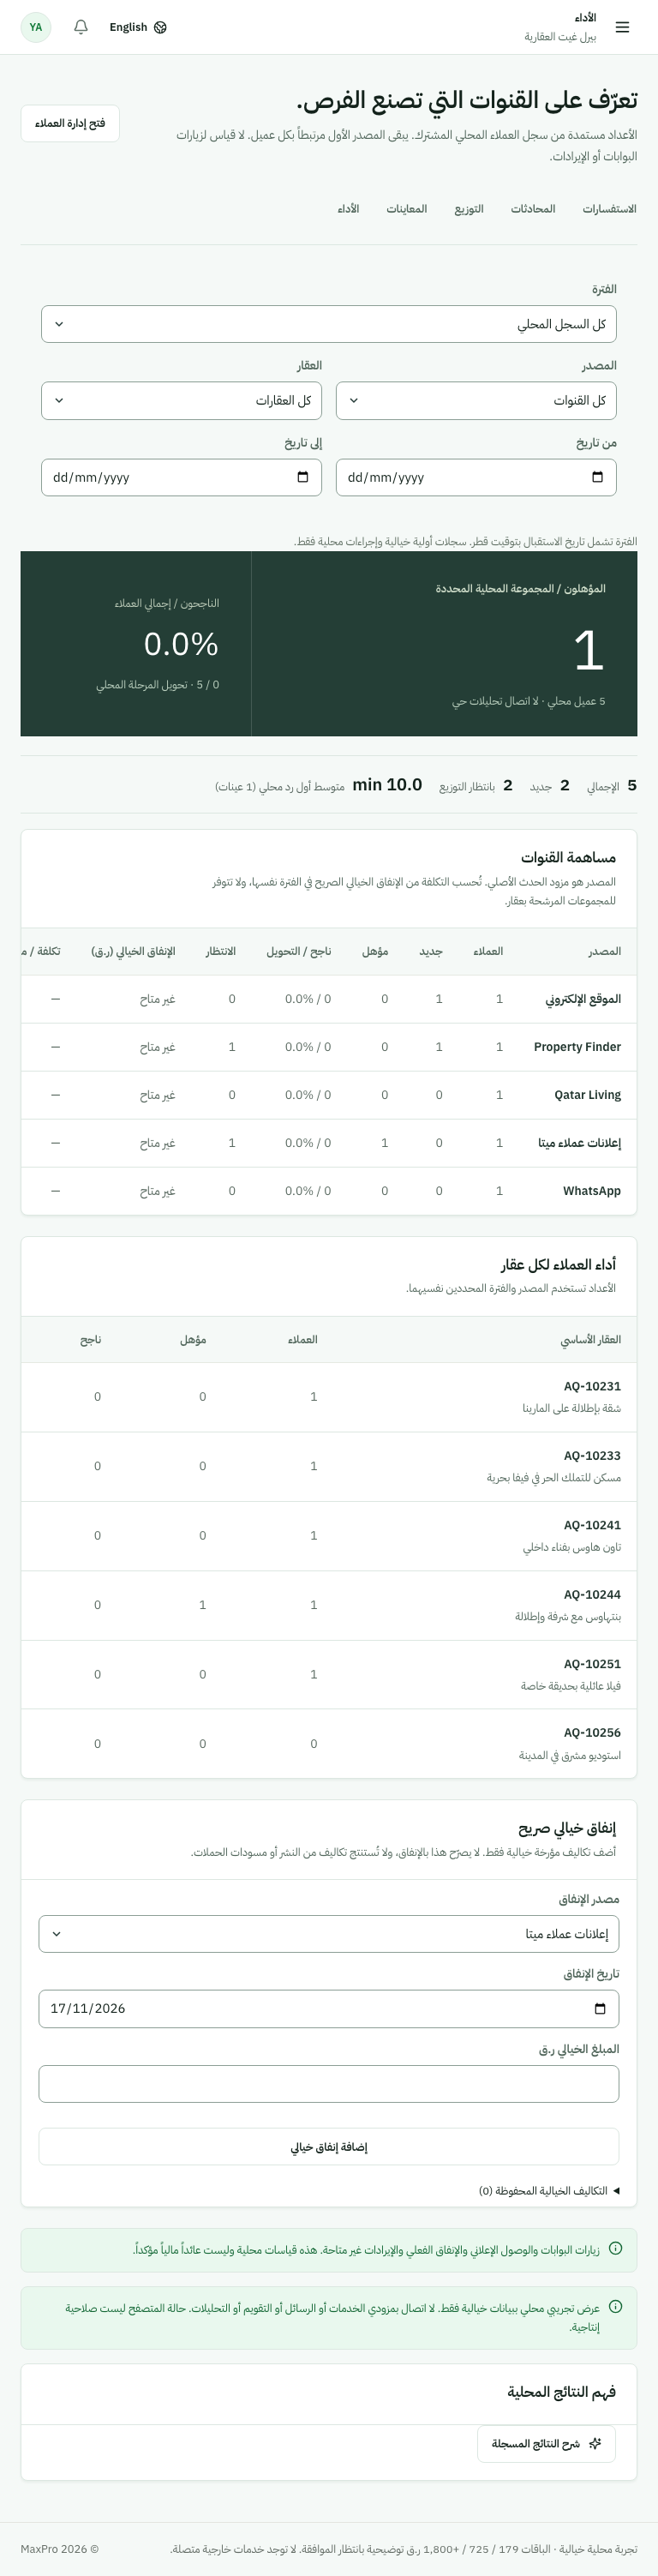 الأداء
بيرل غيت العقارية
English
YA
تعرّف على القنوات التي تصنع الفرص.
الأعداد مستمدة من سجل العملاء المحلي المشترك. يبقى المصدر الأول مرتبطاً بكل عميل. لا قياس لزيارات
البوابات أو الإيرادات.
فتح إدارة العملاء
الاستفسارات
المحادثات
التوزيع
المعاينات
الأداء
الفترة
كل السجل المحلي
المصدر
العقار
كل القنوات
كل العقارات
من تاريخ
إلى تاريخ
dd/mm/yyyy
dd/mm/yyyy
الفترة تشمل تاريخ الاستقبال بتوقيت قطر. سجلات أولية خيالية وإجراءات محلية فقط.
المؤهلون / المجموعة المحلية المحددة
1
5 عميل محلي · لا اتصال تحليلات حي
الناجحون / إجمالي العملاء
0.0%
0 / 5 · تحويل المرحلة المحلي
5 الإجمالي
2 جديد
2 بانتظار التوزيع
10.0 min متوسط أول رد محلي (1 عينات)
مساهمة القنوات
المصدر هو مزود الحدث الأصلي. تُحسب التكلفة من الإنفاق الخيالي الصريح في الفترة نفسها، ولا تتوفر
للمجموعات المرشحة بعقار.
المصدر العملاء جديد مؤهل ناجح / التحويل الانتظار الإنفاق الخيالي (ر.ق) تكلفة /
الموقع الإلكتروني 1 1 0 0 / 0.0% 0 غير متاح —
Property Finder 1 1 0 0 / 0.0% 1 غير متاح —
Qatar Living 1 0 0 0 / 0.0% 0 غير متاح —
إعلانات عملاء ميتا 1 0 1 0 / 0.0% 1 غير متاح —
WhatsApp 1 0 0 0 / 0.0% 0 غير متاح —
أداء العملاء لكل عقار
الأعداد تستخدم المصدر والفترة المحددين نفسيهما.
العقار الأساسي العملاء مؤهل ناجح
AQ-10231
شقة بإطلالة على المارينا
1 0 0
AQ-10233
مسكن للتملك الحر في فيفا بحرية
1 0 0
AQ-10241
تاون هاوس بفناء داخلي
1 0 0
AQ-10244
بنتهاوس مع شرفة وإطلالة
1 1 0
AQ-10251
فيلا عائلية بحديقة خاصة
1 0 0
AQ-10256
استوديو مشرق في المدينة
0 0 0
إنفاق خيالي صريح
أضف تكاليف مؤرخة خيالية فقط. لا يصرّح هذا بالإنفاق، ولا تُستنتج تكاليف من النشر أو مسودات الحملات.
مصدر الإنفاق
إعلانات عملاء ميتا
تاريخ الإنفاق
17/11/2026
المبلغ الخيالي ر.ق
إضافة إنفاق خيالي
التكاليف الخيالية المحفوظة (0)
زيارات البوابات والوصول الإعلاني والإنفاق الفعلي والإيرادات غير متاحة. هذه قياسات محلية وليست عائداً مالياً مؤكداً.
عرض تجريبي محلي ببيانات خيالية فقط. لا اتصال بمزودي الخدمات أو الرسائل أو التقويم أو التحليلات. حالة المتصفح ليست صلاحية
إنتاجية.
فهم النتائج المحلية
شرح النتائج المسجلة
تجربة محلية خيالية · الباقات 179 / 725 / 1,800+ ر.ق توضيحية بانتظار الموافقة. لا توجد خدمات خارجية متصلة.
© 2026 MaxPro